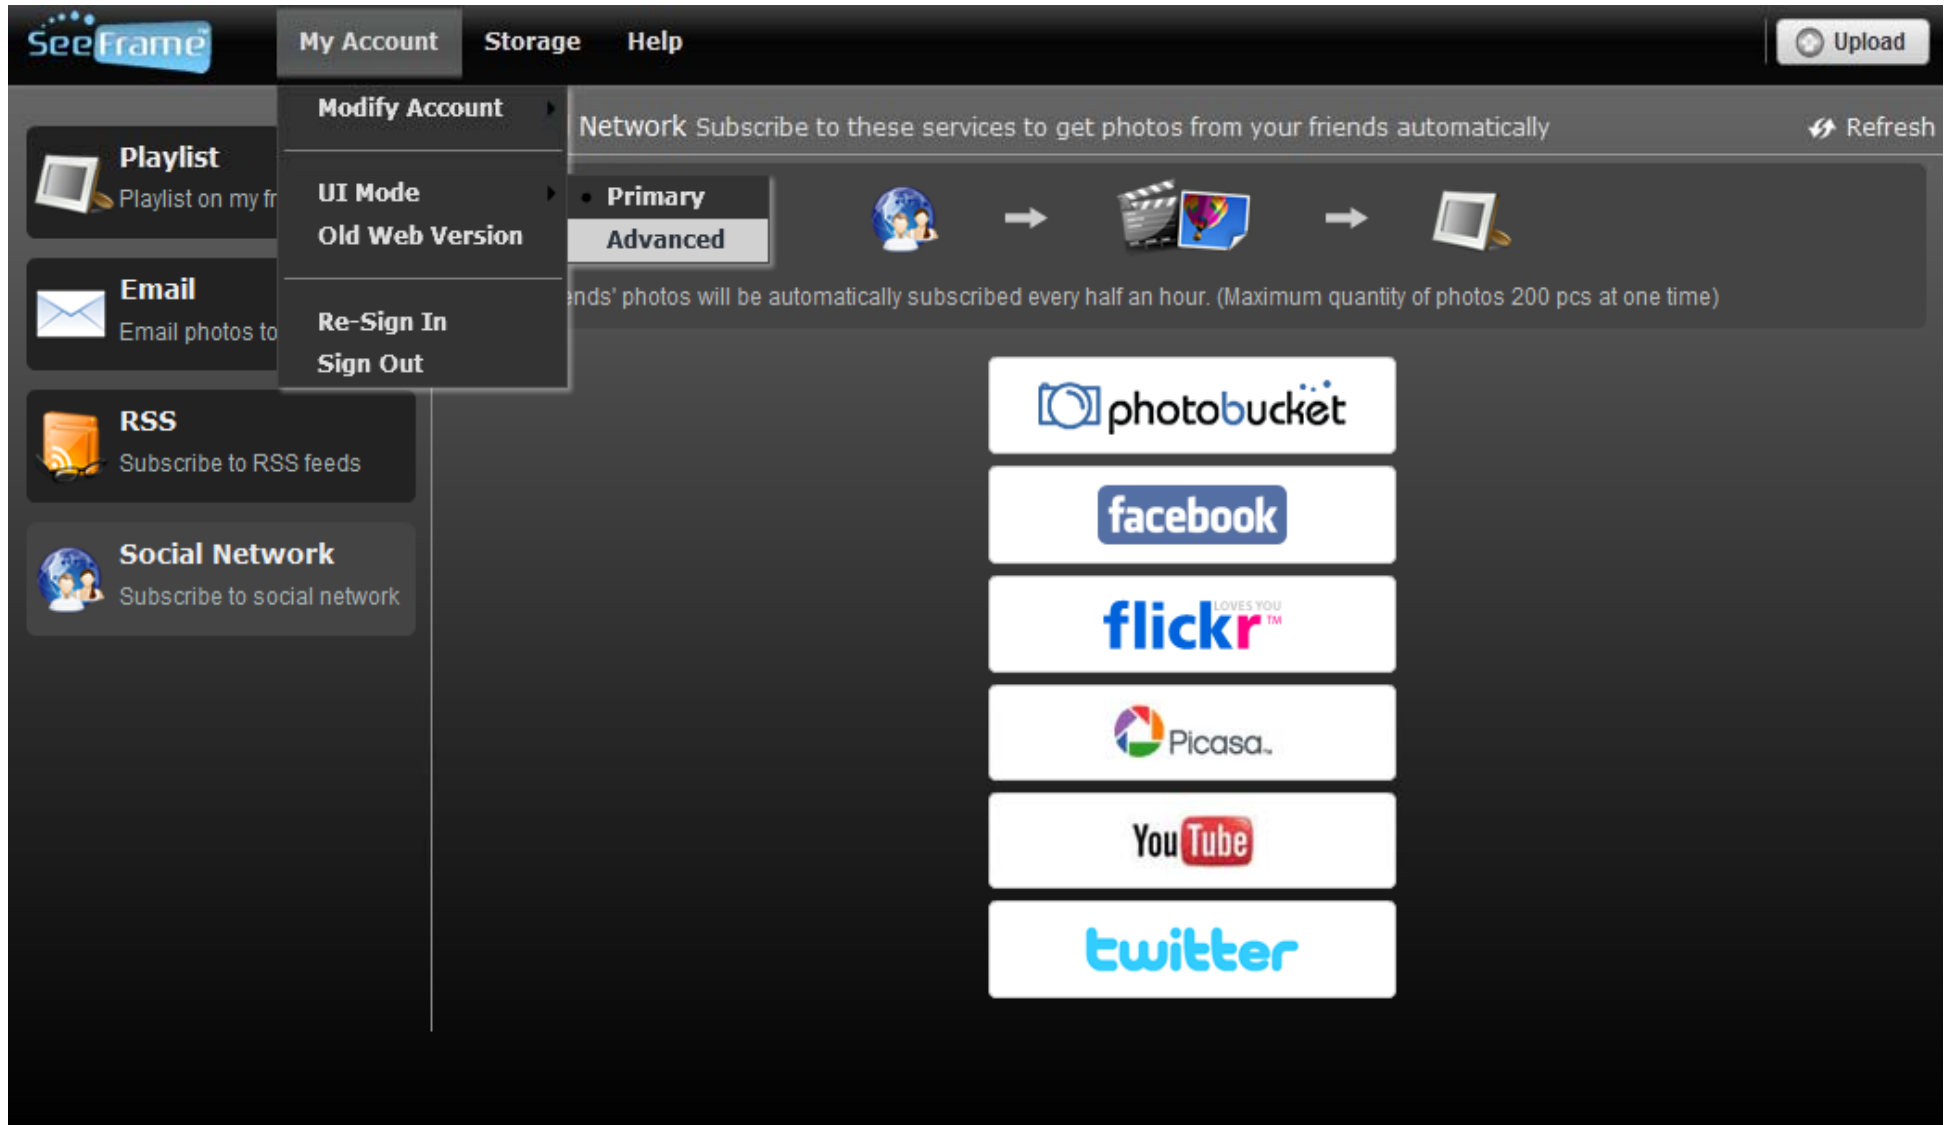 SeeFrame™
My Account Storage Help
Upload
Modify Account
UI Mode
Old Web Version
Re-Sign In
Sign Out
Primary
Advanced
Network Subscribe to these services to get photos from your friends automatically
Refresh
Playlist
Playlist on my fr
Email
Email photos to
RSS
Subscribe to RSS feeds
Social Network
Subscribe to social network
ends' photos will be automatically subscribed every half an hour. (Maximum quantity of photos 200 pcs at one time)
photobucket
facebook
flickr™
LOVES YOU
Picasa™
YouTube
twitter